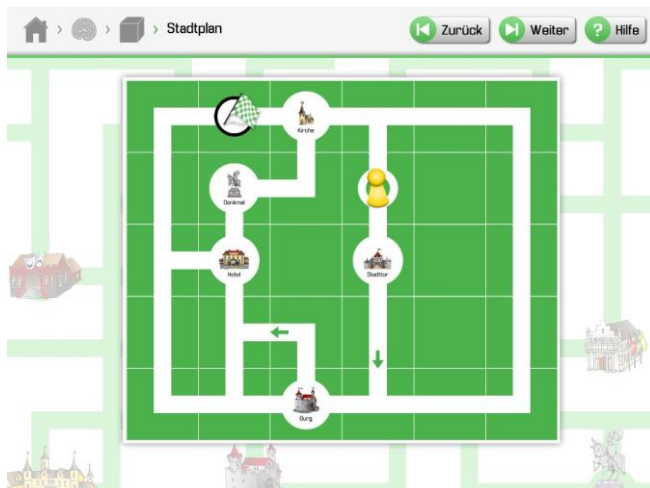 Stadtplan
Zurück
Weiter
Hilfe
Kirche
Denkmal
Hotel
Stadttor
Burg